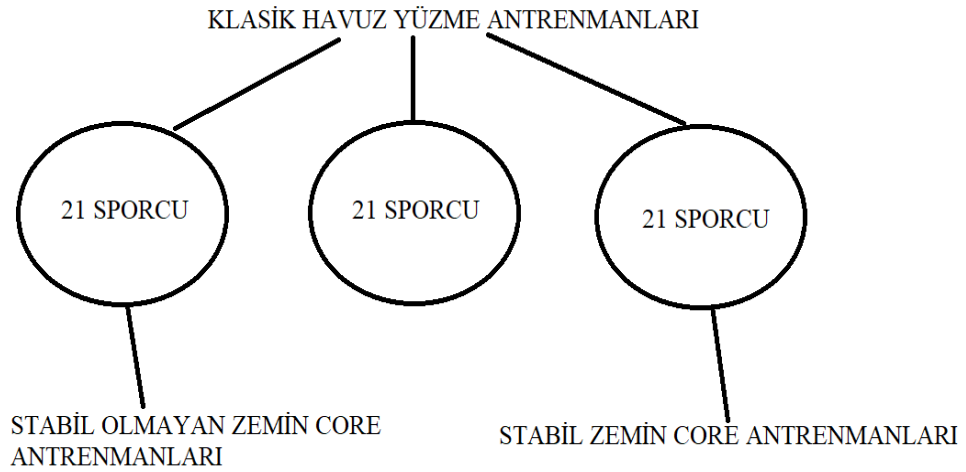 KLASİK HAVUZ YÜZME ANTRENMANLARI
21 SPORCU
21 SPORCU
21 SPORCU
STABİL OLMAYAN ZEMİN CORE
ANTRENMANLARI
STABİL ZEMİN CORE ANTRENMANLARI